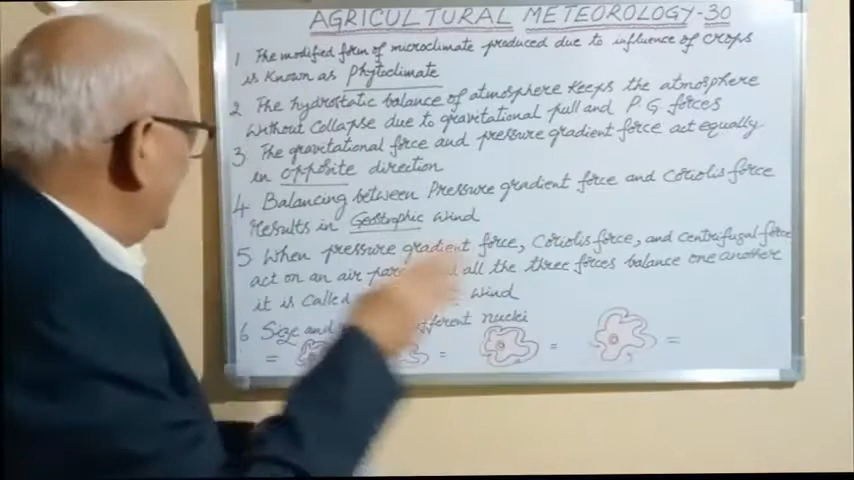 AGRICULTURAL METEOROLOGY-30
1 The modified form of microclimate produced due to influence of crops
is known as Phytoclimate
2 The hydrostatic balance of atmosphere keeps the atmosphere
without collapse due to gravitational pull and P.G. forces
3 The gravitational force and pressure gradient force act equally
in opposite direction
4 Balancing between Pressure gradient force and Coriolis force
results in Geostrophic wind
5 When pressure gradient force, Coriolis force, and centrifugal force
act on an air all the three forces balance one another
it is called wind
6 Size and nuclei
= = = =